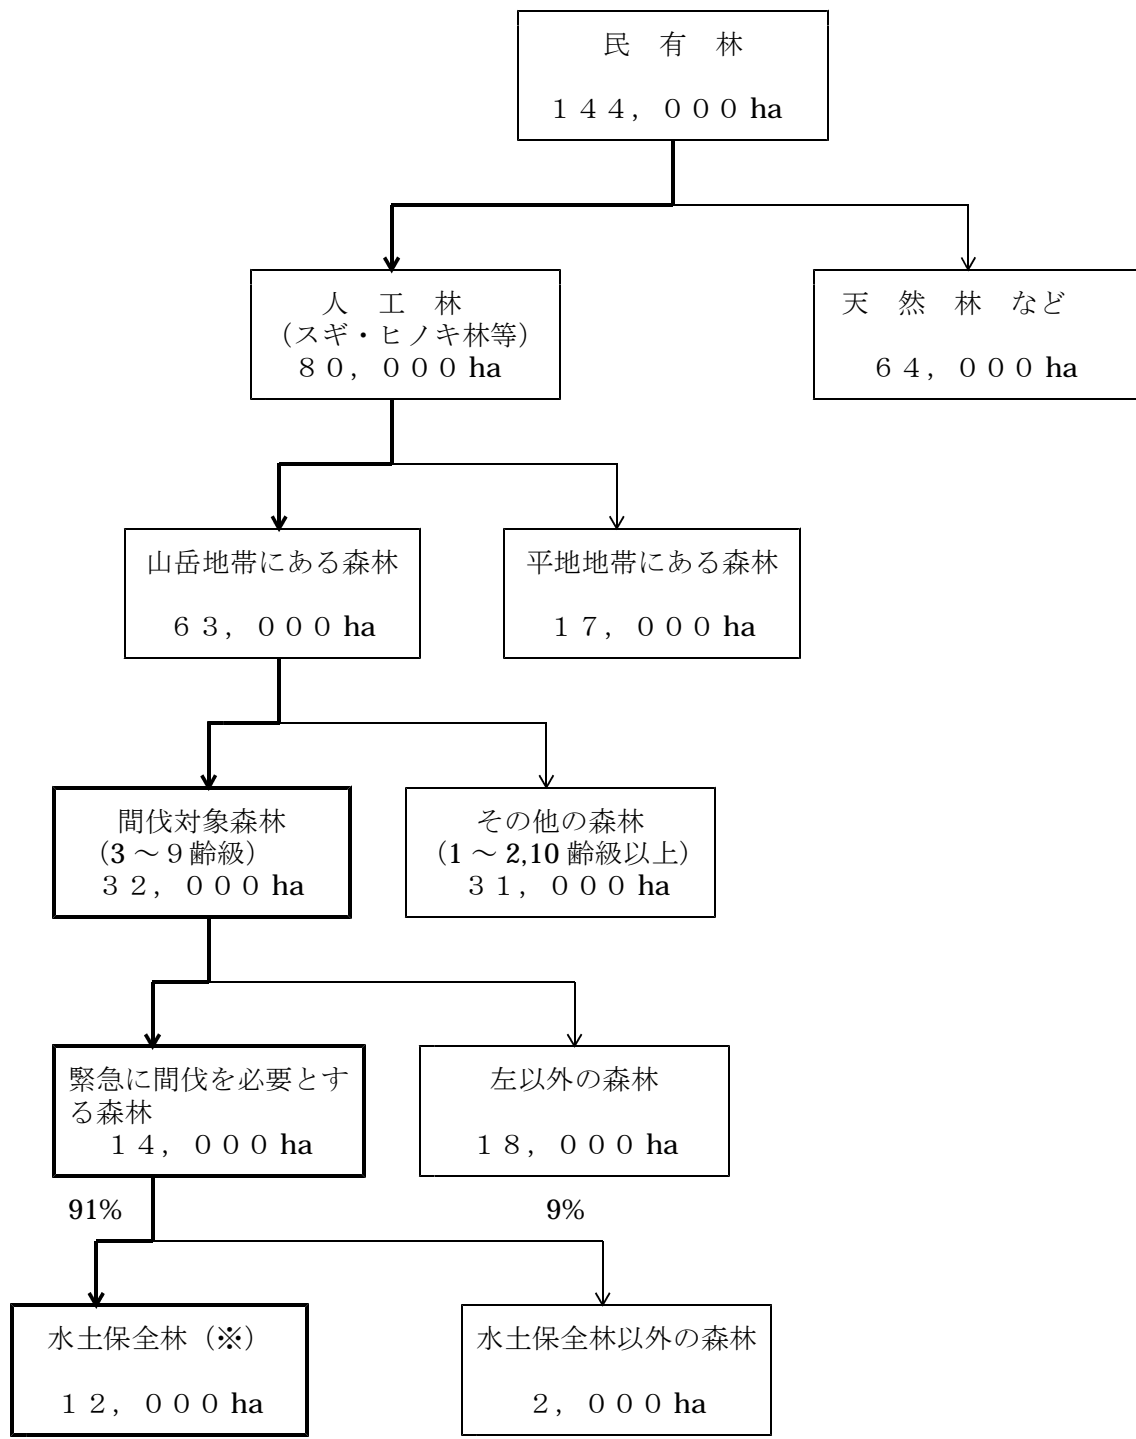 民　有　林
１４４，０００ha
人　工　林
（スギ・ヒノキ林等）
８０，０００ha
天　然　林　など
６４，０００ha
山岳地帯にある森林
６３，０００ha
平地地帯にある森林
１７，０００ha
間伐対象森林
（3～９齢級）
３２，０００ha
その他の森林
（1～2,10齢級以上）
３１，０００ha
緊急に間伐を必要とす
る森林
１４，０００ha
左以外の森林
１８，０００ha
91%
9%
水土保全林（※）
１２，０００ha
水土保全林以外の森林
２，０００ha